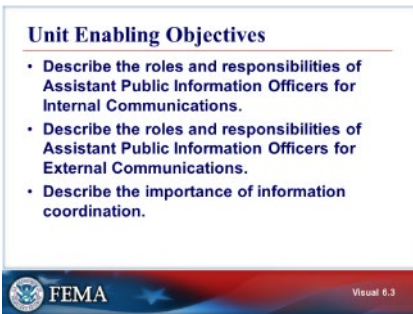 Unit Enabling Objectives
• Describe the roles and responsibilities of
Assistant Public Information Officers for
Internal Communications.
• Describe the roles and responsibilities of
Assistant Public Information Officers for
External Communications.
• Describe the importance of information
coordination.
FEMA
Visual 6.3